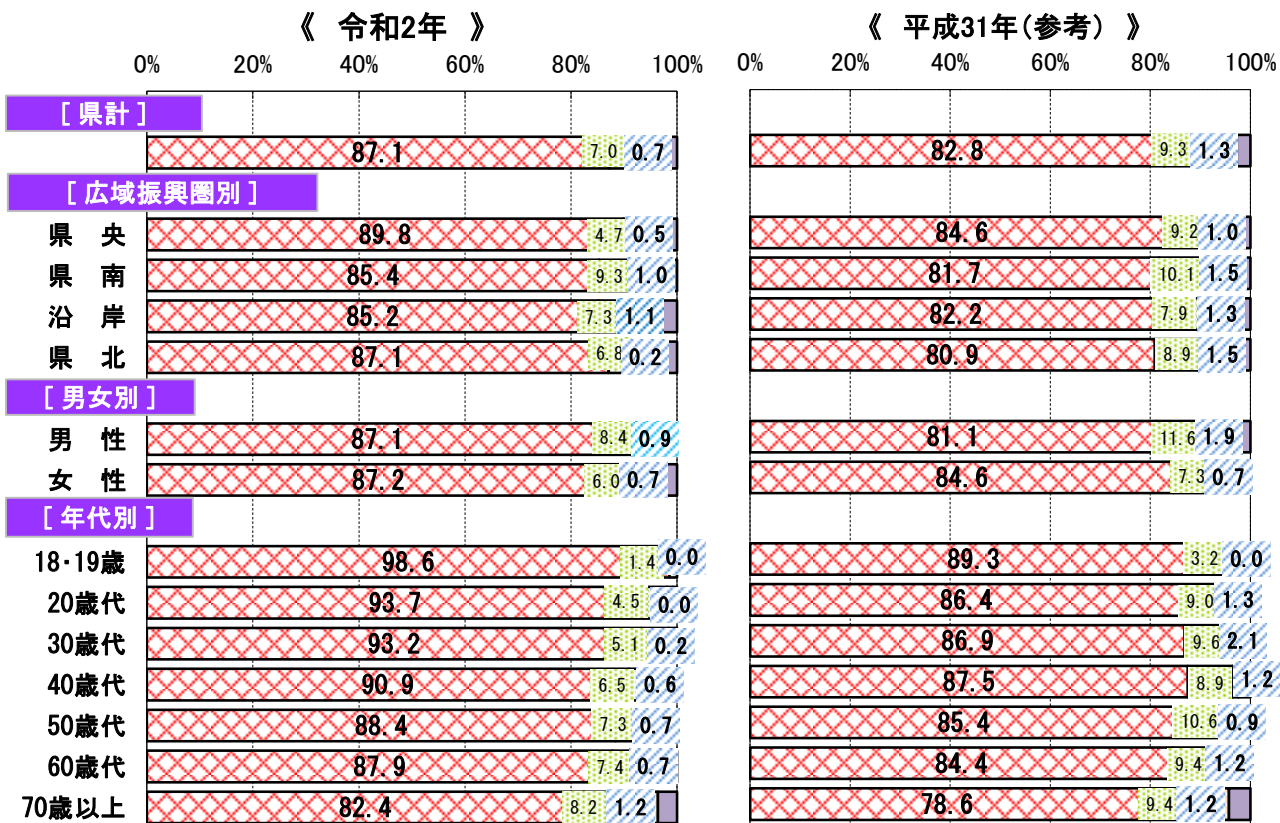 《 令和2年 》 《 平成31年(参考) 》
0% 20% 40% 60% 80% 100% 0% 20% 40% 60% 80% 100%
[ 県計 ]
87.1 7.0 0.7 82.8 9.3 1.3
[ 広域振興圏別 ]
県 央 89.8 4.7 0.5 84.6 9.2 1.0
県 南 85.4 9.3 1.0 81.7 10.1 1.5
沿 岸 85.2 7.3 1.1 82.2 7.9 1.3
県 北 87.1 6.8 0.2 80.9 8.9 1.5
[ 男女別 ]
男 性 87.1 8.4 0.9 81.1 11.6 1.9
女 性 87.2 6.0 0.7 84.6 7.3 0.7
[ 年代別 ]
18・19歳 98.6 1.4 0.0 89.3 3.2 0.0
20歳代 93.7 4.5 0.0 86.4 9.0 1.3
30歳代 93.2 5.1 0.2 86.9 9.6 2.1
40歳代 90.9 6.5 0.6 87.5 8.9 1.2
50歳代 88.4 7.3 0.7 85.4 10.6 0.9
60歳代 87.9 7.4 0.7 84.4 9.4 1.2
70歳以上 82.4 8.2 1.2 78.6 9.4 1.2